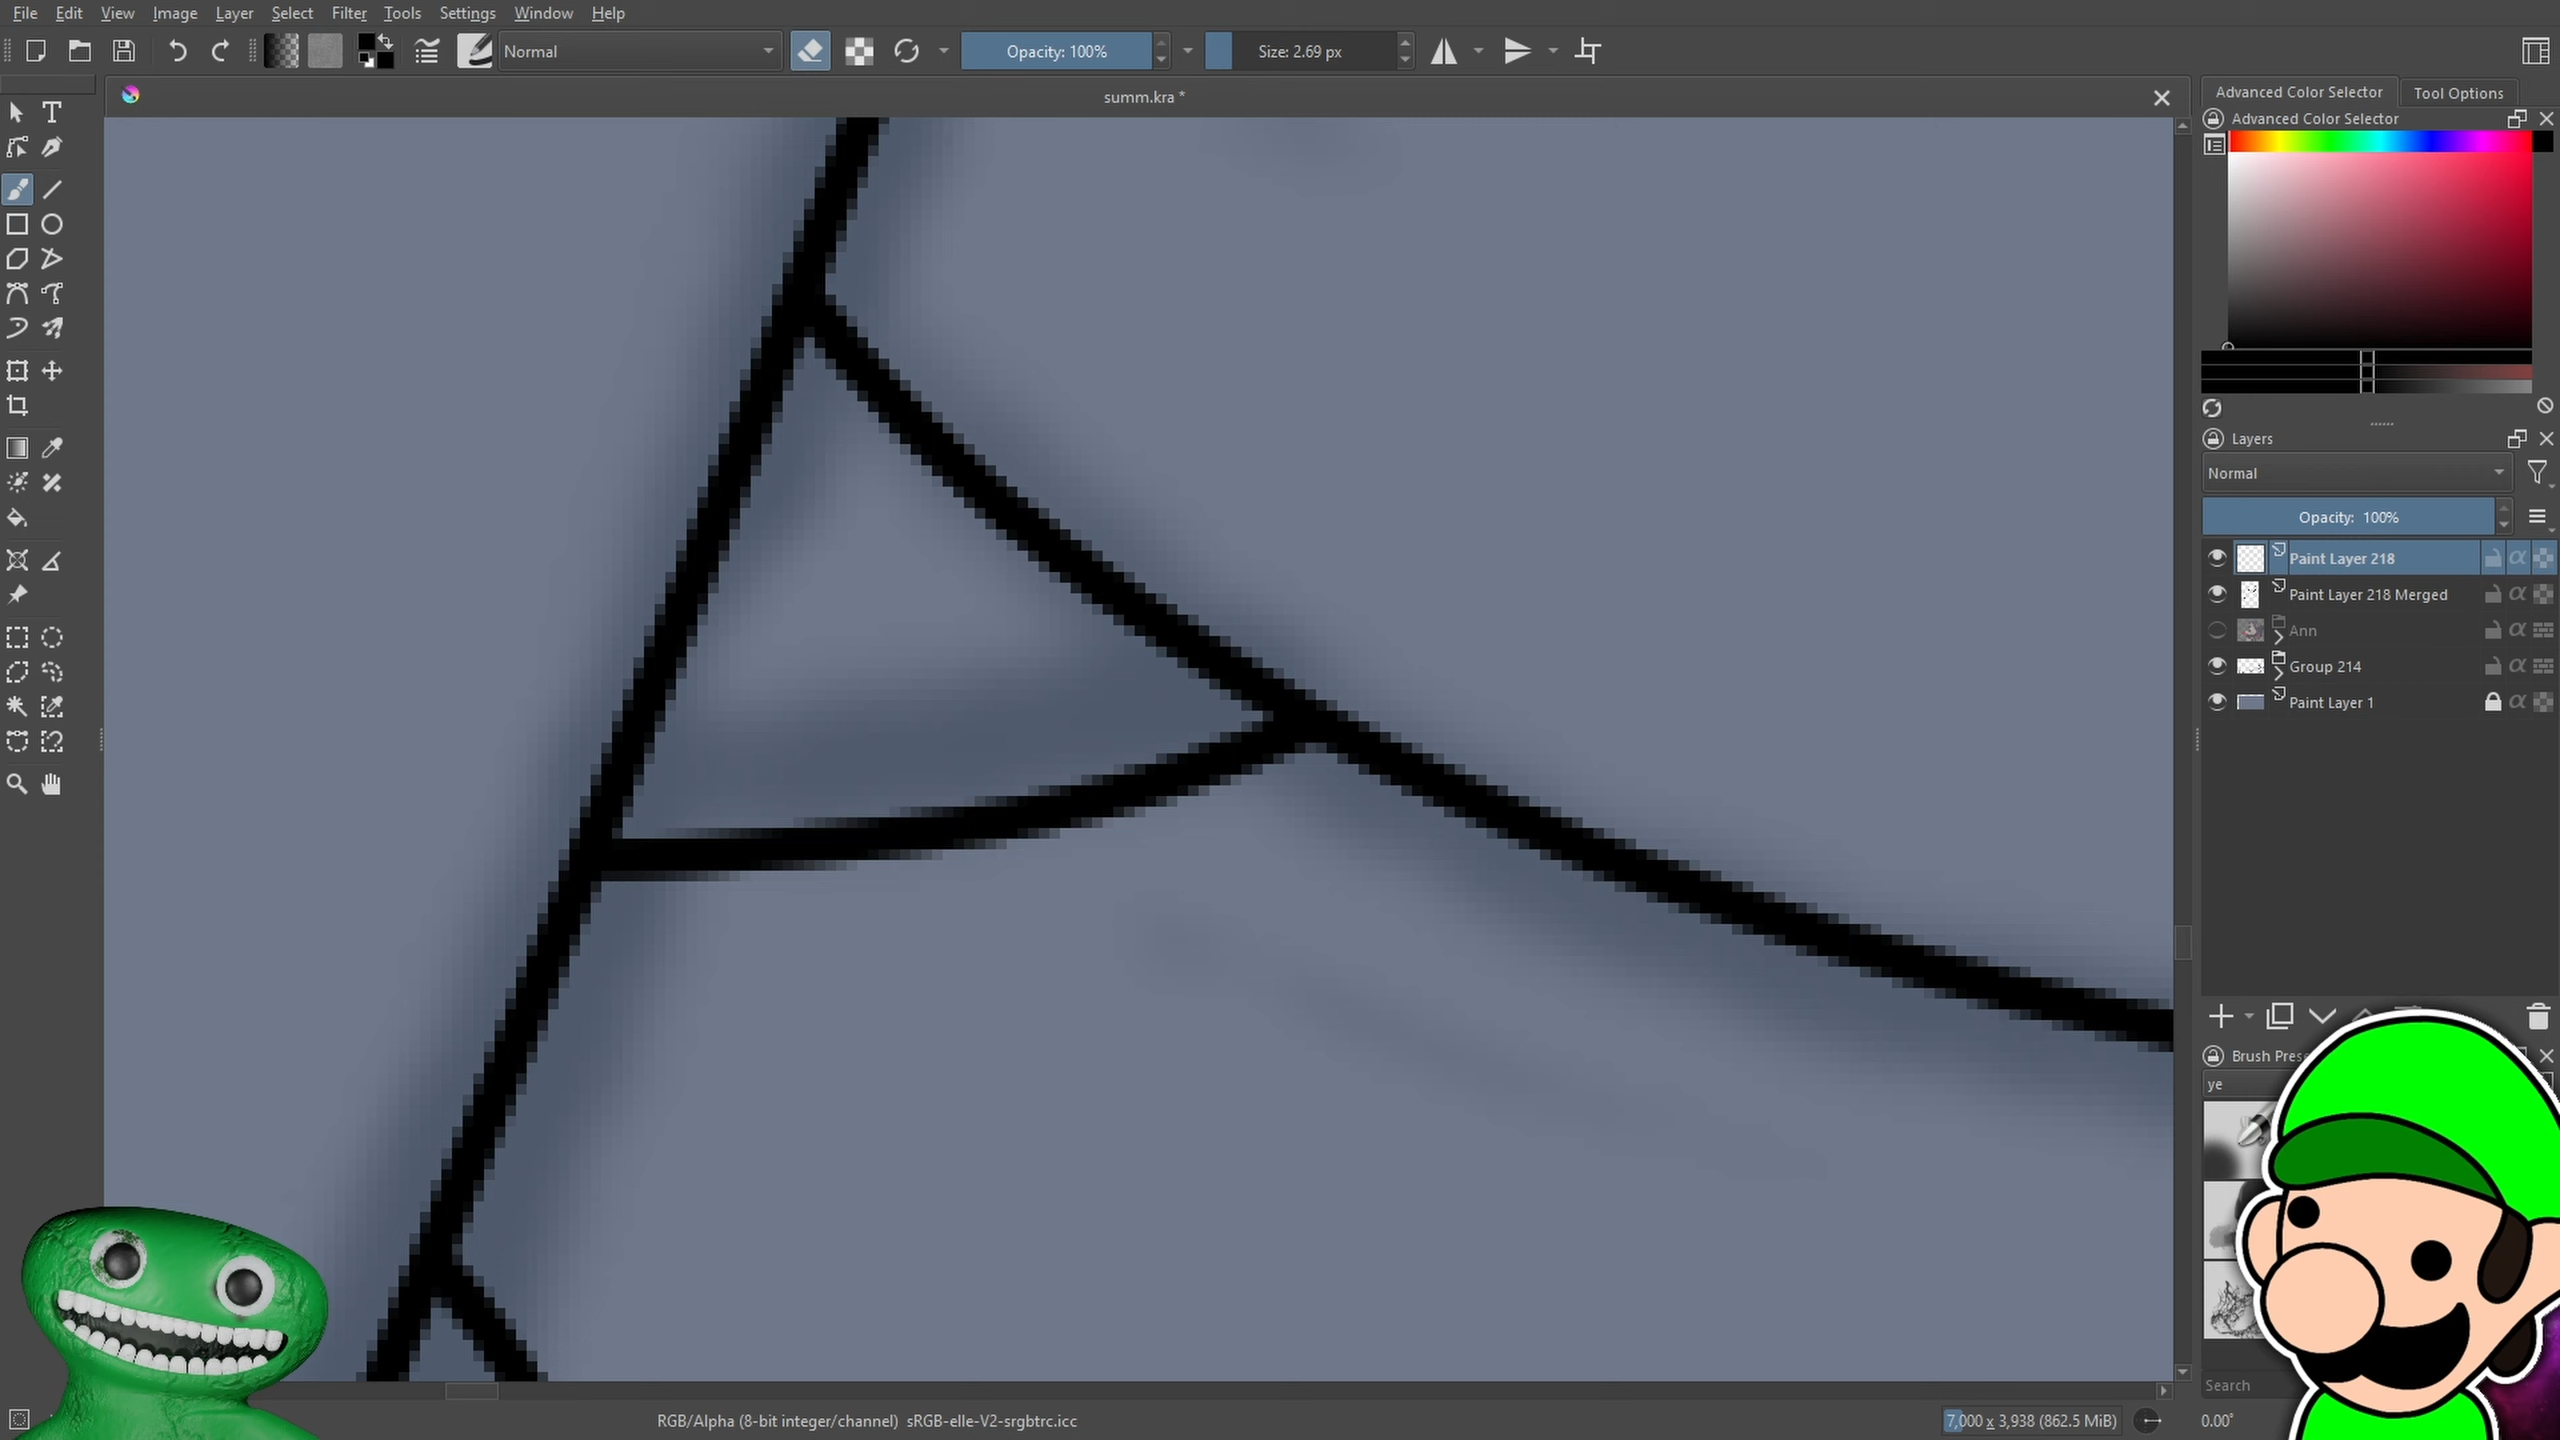 File Edit View Image Layer Select Filter Tools Settings Window Help
Normal Opacity: 100% Size: 2.69 px
summ.kra *
Advanced Color Selector Tool Options
Advanced Color Selector
Layers
Normal
Opacity: 100%
Paint Layer 218
Paint Layer 218 Merged
Ann
Group 214
Paint Layer 1
Brush Pres
ye
Search
RGB/Alpha (8-bit integer/channel) sRGB-elle-V2-srgbtrc.icc
7,000 x 3,938 (862.5 MiB)
0.00°